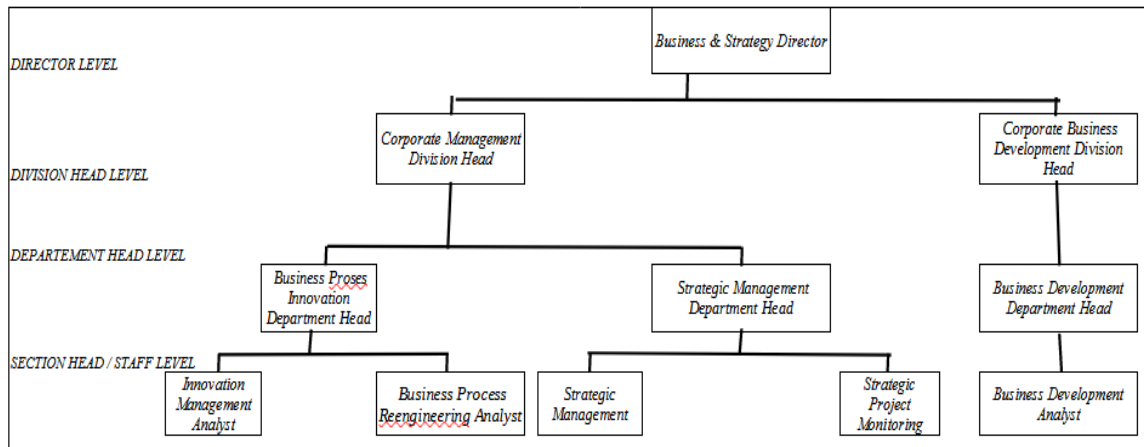 Business & Strategy Director
DIRECTOR LEVEL
Corporate Management
Division Head
Corporate Business
Development Division
Head
DIVISION HEAD LEVEL
DEPARTEMENT HEAD LEVEL
Business Proses
Innovation
Department Head
Strategic Management
Department Head
Business Development
Department Head
SECTION HEAD / STAFF LEVEL
Innovation
Management
Analyst
Business Process
Reengineering Analyst
Strategic
Management
Strategic
Project
Monitoring
Business Development
Analyst